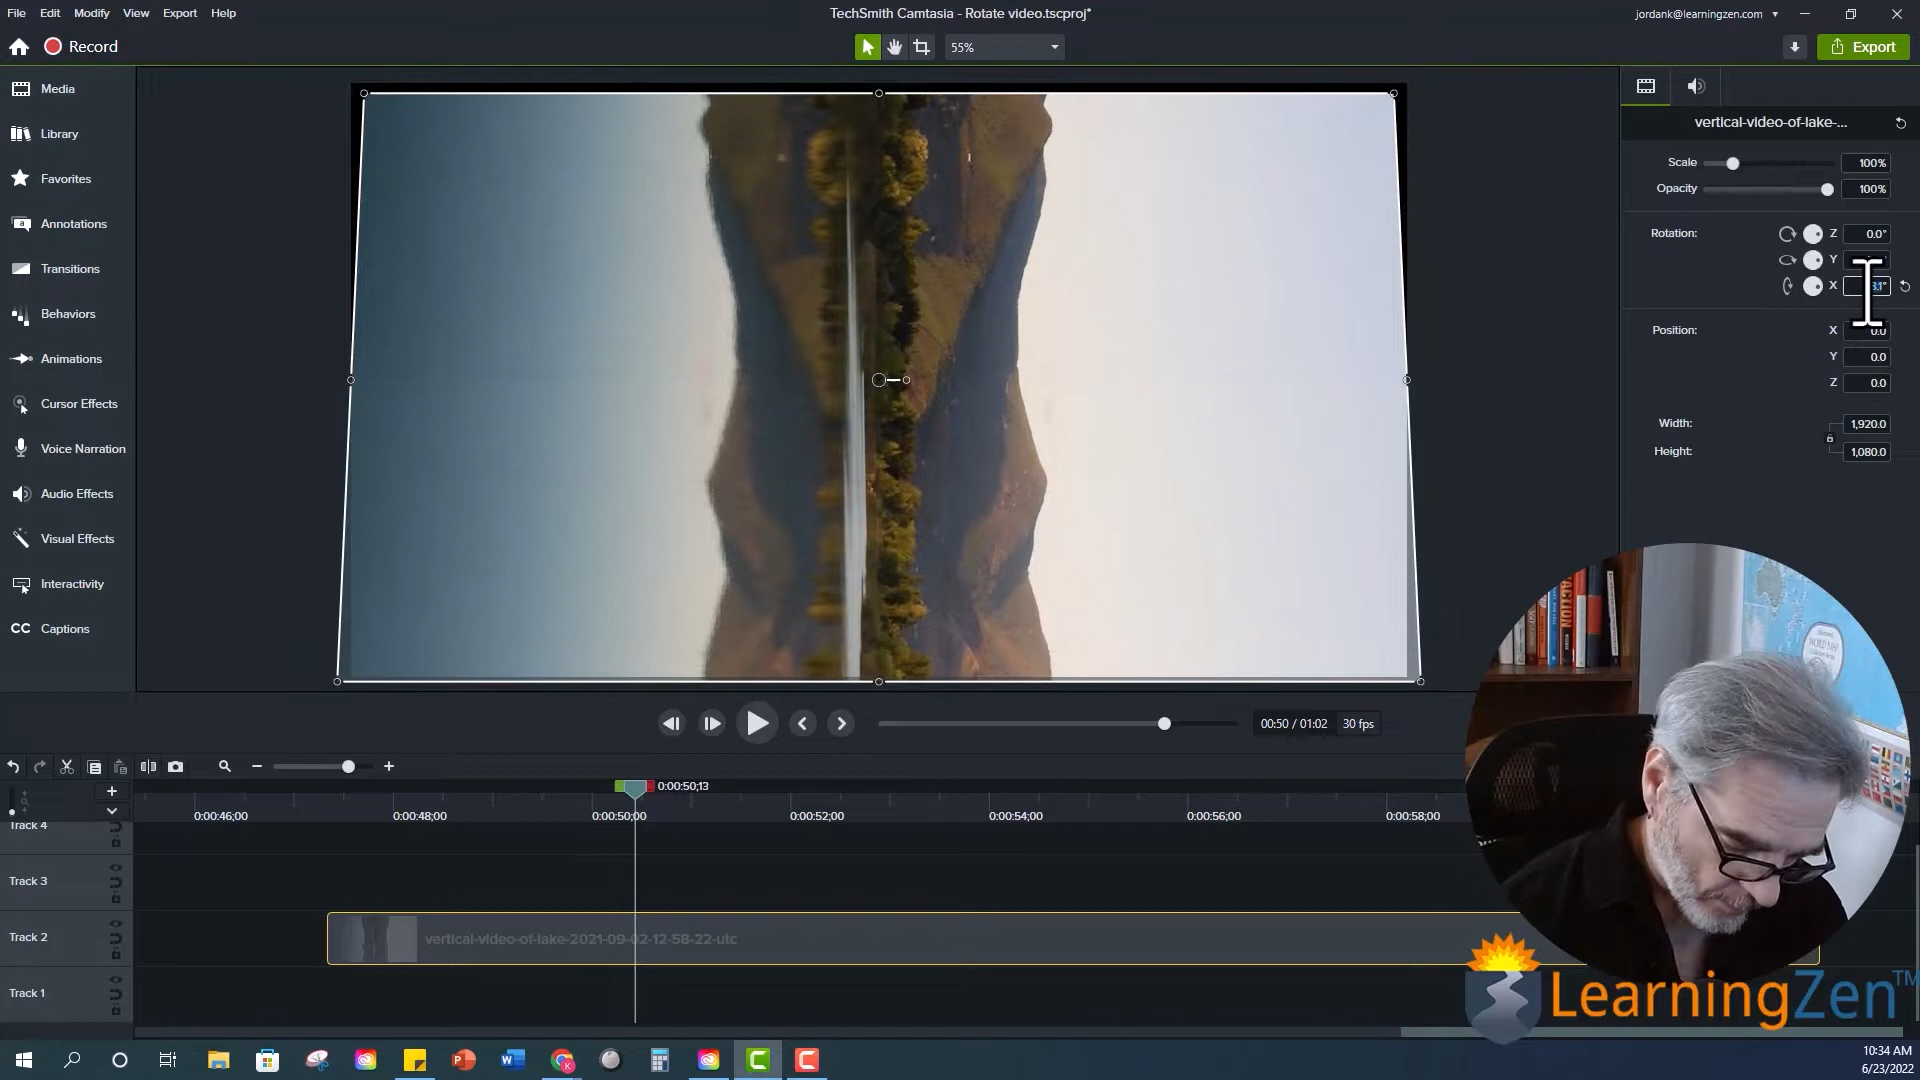 File Edit Modify View Export Help
TechSmith Camtasia - Rotate video.tscproj*
jordank@learningzen.com
Record
55%
Export
Media
Library
Favorites
Annotations
Transitions
Behaviors
Animations
Cursor Effects
Voice Narration
Audio Effects
Visual Effects
Interactivity
CC Captions
vertical-video-of-lake-...
Scale 100%
Opacity 100%
Rotation: Z 0.0°
Y
X
Position: X 0.0
Y 0.0
Z 0.0
Width: 1,920.0
Height: 1,080.0
00:50 / 01:02 30 fps
0:00:50;13
0:00:46;00 0:00:48;00 0:00:50;00 0:00:52;00 0:00:54;00 0:00:56;00 0:00:58;00
Track 4
Track 3
Track 2
vertical-video-of-lake-2021-09-02-12-58-22-utc
Track 1
ACTION
WORLD MAP
LearningZen™
10:34 AM
6/23/2022